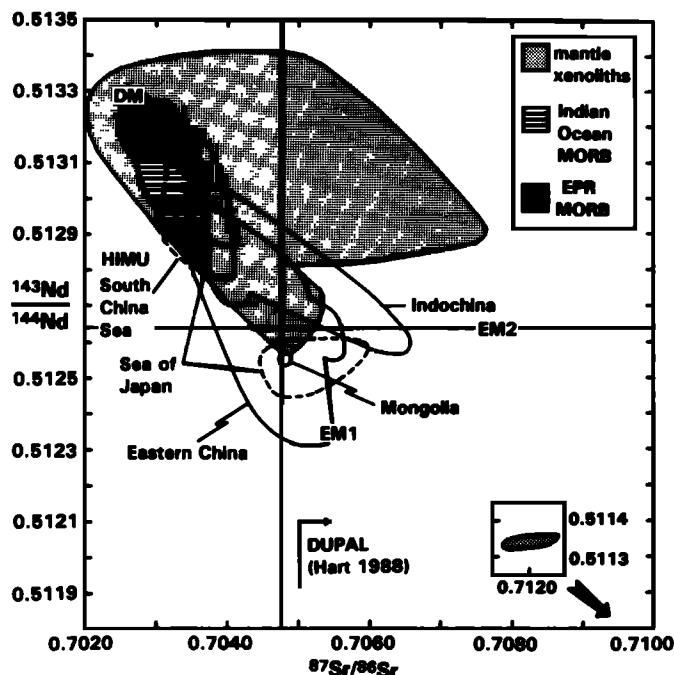 0.5135
0.5133
0.5131
0.5129
143Nd
144Nd
0.5125
0.5123
0.5121
0.5119
DM
HIMU
South
China
Sea
Sea of
Japan
Eastern China
mantle
xenoliths
Indian
Ocean
MORB
EPR
MORB
Indochina
EM2
Mongolia
EM1
DUPAL
(Hart 1988)
0.5114
0.5113
0.7120
0.7020
0.7040
0.7060
0.7080
0.7100
87Sr/86Sr